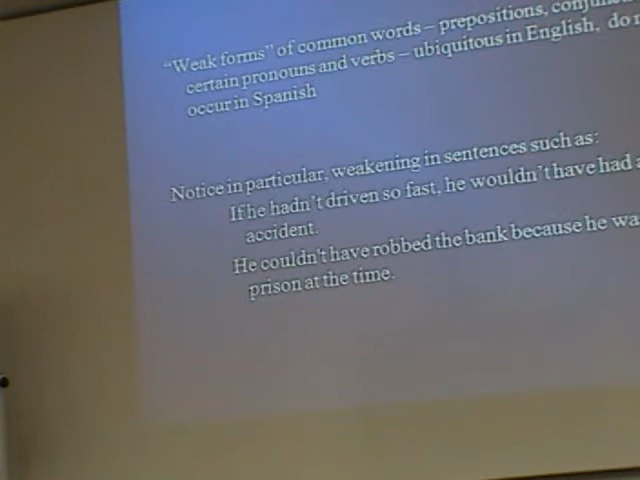 "Weak forms" of common words – prepositions,
certain pronouns and verbs – ubiquitous in English, do
occur in Spanish
Notice in particular, weakening in sentences such as:
If he hadn't driven so fast, he wouldn't have had a
accident.
He couldn't have robbed the bank because he wa
prison at the time.